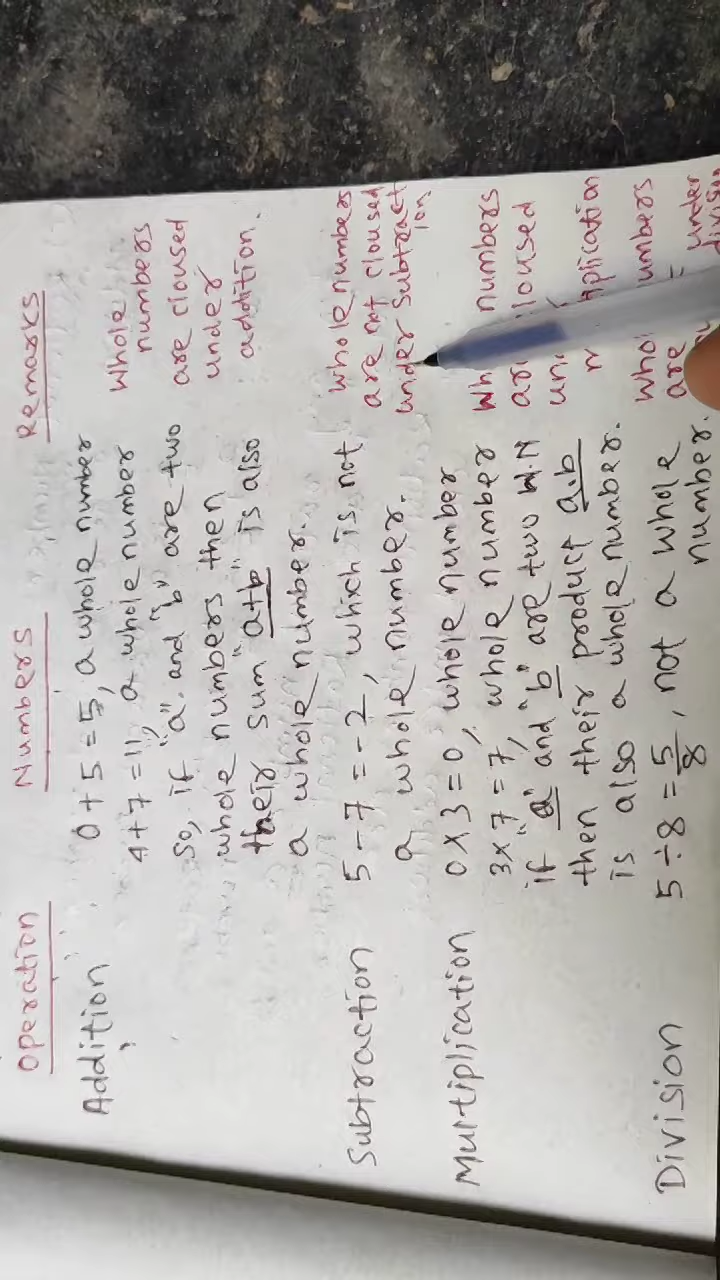 Operation Numbers Remarks
Addition 0+5=5, a whole number
4+7=11, a whole number
so, if "a" and "b" are two
whole numbers then
their sum "a+b" is also
a whole number.
Whole
numbers
are cloused
under
addition.
Subtraction 5-7=-2, which is not
a whole number.
whole numbers
are not cloused
under subtract
ion.
Multiplication 0×3=0, whole number
3×7=7, whole number
if "a" and "b" are two W.N
then their product a.b
is also a whole number.
numbers
Division 5÷8=5/8, not a whole
number.
are
under